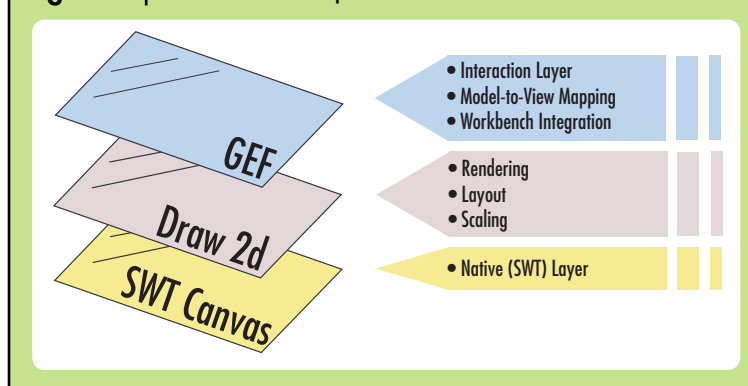 GEF
Draw 2d
SWT Canvas
• Interaction Layer
• Model-to-View Mapping
• Workbench Integration
• Rendering
• Layout
• Scaling
• Native (SWT) Layer